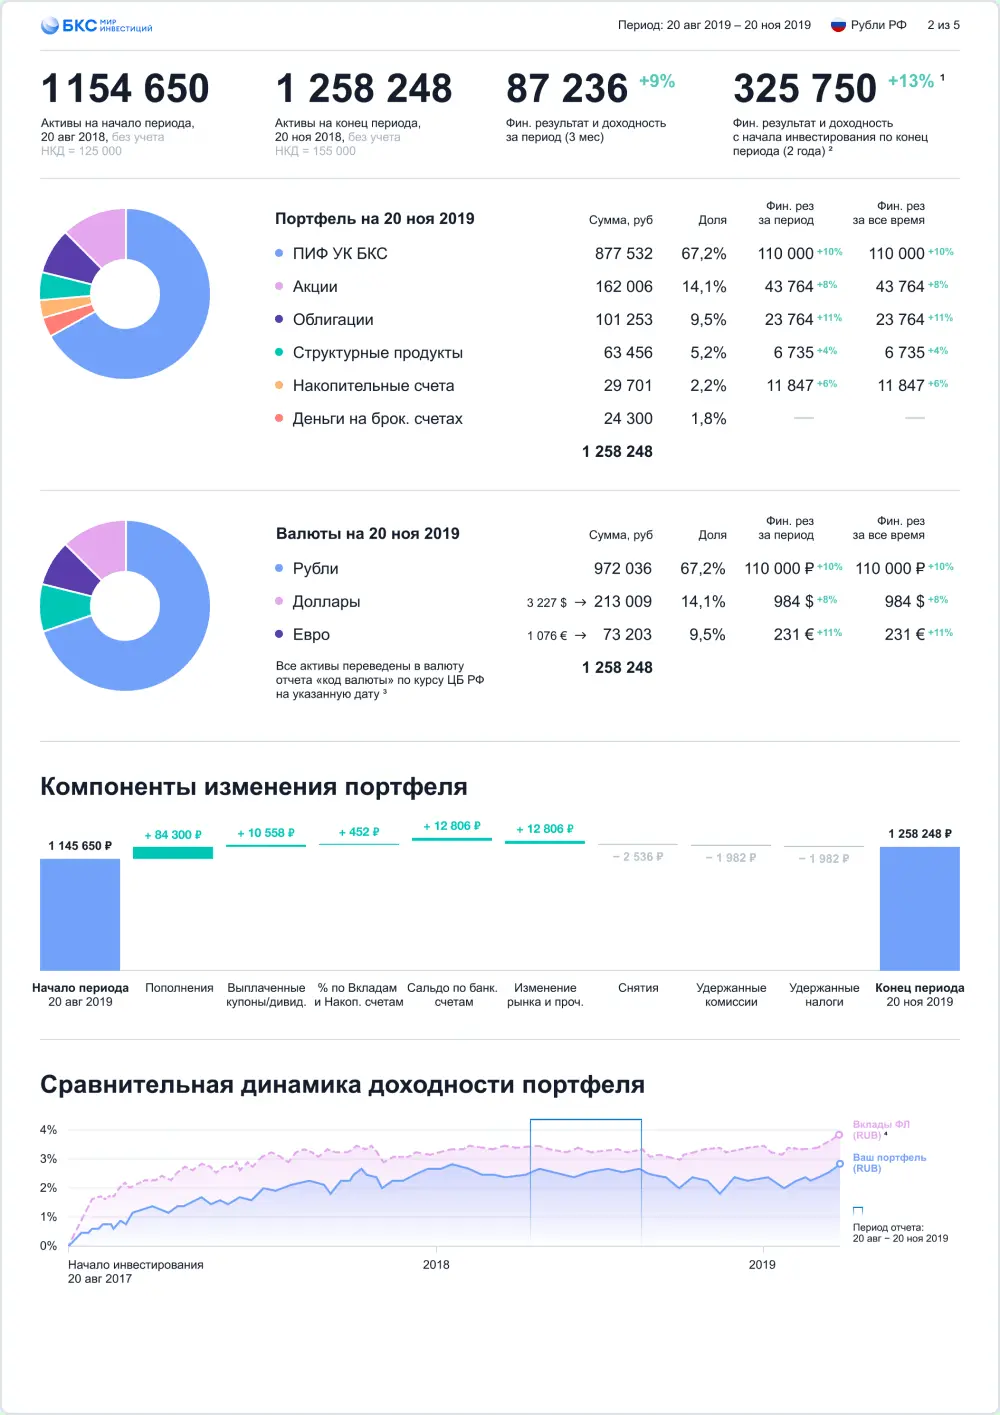 БКС МИР ИНВЕСТИЦИЙ
Период: 20 авг 2019 – 20 ноя 2019
Рубли РФ
2 из 5
1 154 650
Активы на начало периода,
20 авг 2018, без учета
НКД = 125 000
1 258 248
Активы на конец периода,
20 ноя 2018, без учета
НКД = 155 000
87 236 +9%
Фин. результат и доходность
за период (3 мес)
325 750 +13% ¹
Фин. результат и доходность
с начала инвестирования по конец
периода (2 года) ²
Портфель на 20 ноя 2019 Сумма, руб Доля Фин. рез за период Фин. рез за все время
ПИФ УК БКС 877 532 67,2% 110 000 +10% 110 000 +10%
Акции 162 006 14,1% 43 764 +8% 43 764 +8%
Облигации 101 253 9,5% 23 764 +11% 23 764 +11%
Структурные продукты 63 456 5,2% 6 735 +4% 6 735 +4%
Накопительные счета 29 701 2,2% 11 847 +6% 11 847 +6%
Деньги на брок. счетах 24 300 1,8% — —
1 258 248
Валюты на 20 ноя 2019 Сумма, руб Доля Фин. рез за период Фин. рез за все время
Рубли 972 036 67,2% 110 000 ₽ +10% 110 000 ₽ +10%
Доллары 3 227 $ → 213 009 14,1% 984 $ +8% 984 $ +8%
Евро 1 076 € → 73 203 9,5% 231 € +11% 231 € +11%
1 258 248
Все активы переведены в валюту
отчета «код валюты» по курсу ЦБ РФ
на указанную дату ³
Компоненты изменения портфеля
1 145 650 ₽
+ 84 300 ₽
+ 10 558 ₽
+ 452 ₽
+ 12 806 ₽
+ 12 806 ₽
− 2 536 ₽
− 1 982 ₽
− 1 982 ₽
1 258 248 ₽
Начало периода
20 авг 2019
Пополнения
Выплаченные
купоны/дивид.
% по Вкладам
и Накоп. счетам
Сальдо по банк.
счетам
Изменение
рынка и проч.
Снятия
Удержанные
комиссии
Удержанные
налоги
Конец периода
20 ноя 2019
Сравнительная динамика доходности портфеля
4%
3%
2%
1%
0%
Вклады ФЛ
(RUB) ⁴
Ваш портфель
(RUB)
Период отчета:
20 авг – 20 ноя 2019
Начало инвестирования
20 авг 2017
2018
2019